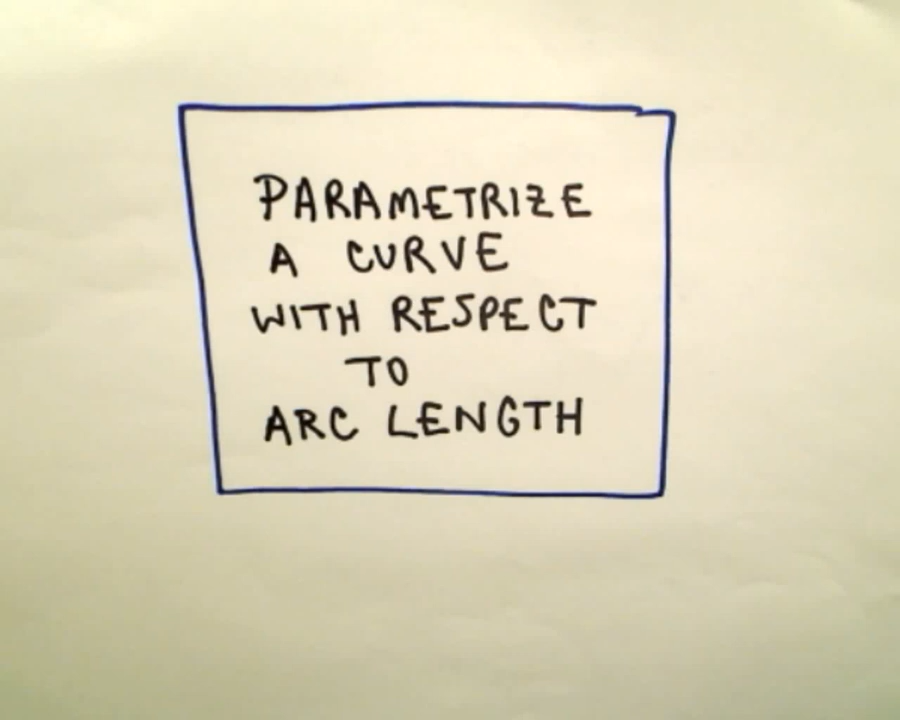 PARAMETRIZE
A CURVE
WITH RESPECT
TO
ARC LENGTH